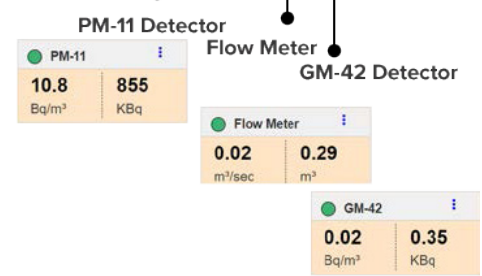 PM-11 Detector
Flow Meter
GM-42 Detector
PM-11
10.8 855
Bq/m³ KBq
Flow Meter
0.02 0.29
m³/sec m³
GM-42
0.02 0.35
Bq/m³ KBq